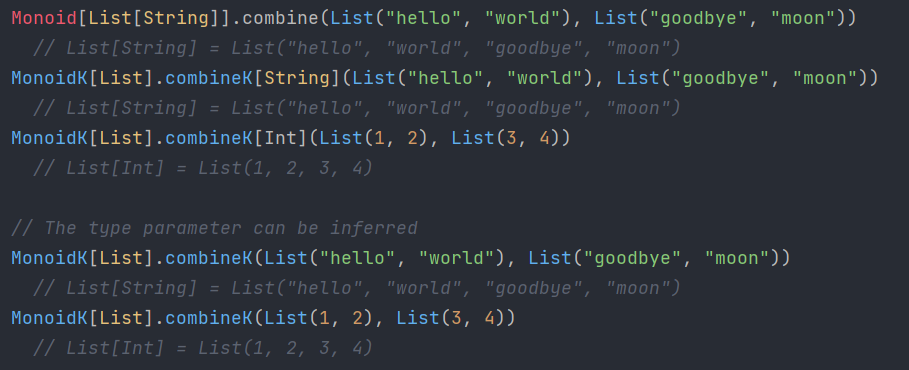 Monoid[List[String]].combine(List("hello", "world"), List("goodbye", "moon"))
// List[String] = List("hello", "world", "goodbye", "moon")
MonoidK[List].combineK[String](List("hello", "world"), List("goodbye", "moon"))
// List[String] = List("hello", "world", "goodbye", "moon")
MonoidK[List].combineK[Int](List(1, 2), List(3, 4))
// List[Int] = List(1, 2, 3, 4)
// The type parameter can be inferred
MonoidK[List].combineK(List("hello", "world"), List("goodbye", "moon"))
// List[String] = List("hello", "world", "goodbye", "moon")
MonoidK[List].combineK(List(1, 2), List(3, 4))
// List[Int] = List(1, 2, 3, 4)